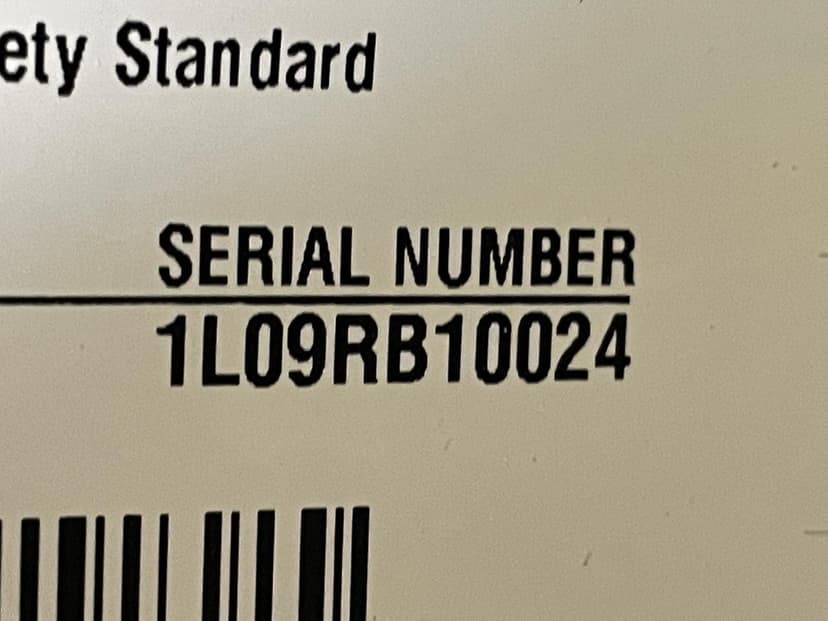 ety Standard
SERIAL NUMBER
1L09RB10024